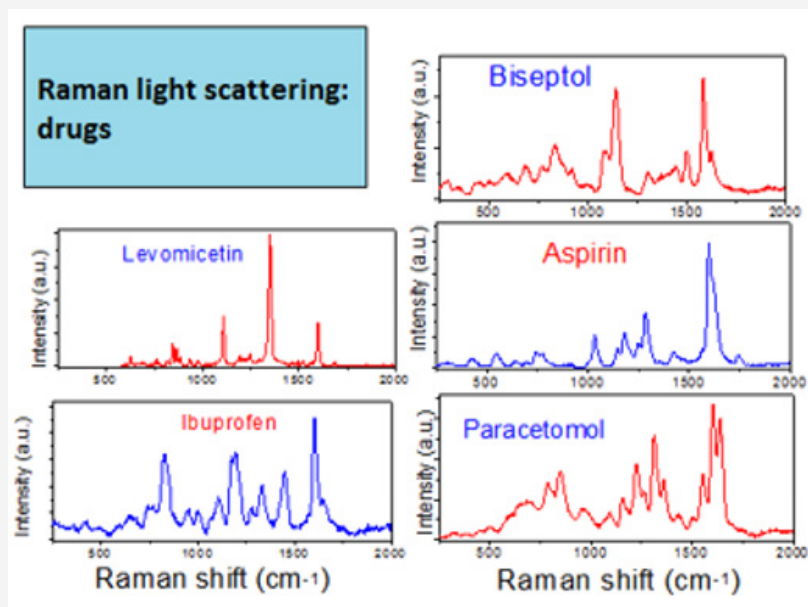 Raman light scattering:
drugs
Biseptol
Intensity (a.u.)
500 1000 1500 2000
Levomicetin
Intensity (a.u.)
500 1000 1500 2000
Aspirin
Intensity (a.u.)
500 1000 1500 2000
Ibuprofen
Intensity (a.u.)
500 1000 1500 2000
Raman shift (cm-1)
Paracetomol
Intensity (a.u.)
500 1000 1500 2000
Raman shift (cm-1)